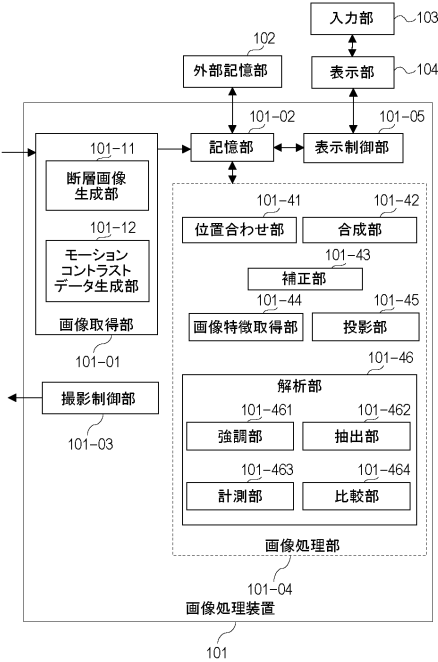 入力部
103
102
表示部
104
外部記憶部
101-02
101-05
101-11
記憶部
表示制御部
断層画像
生成部
101-41
101-42
101-12
位置合わせ部
合成部
モーション
コントラスト
データ生成部
101-43
補正部
101-44
101-45
画像特徴取得部
投影部
画像取得部
101-01
101-46
解析部
撮影制御部
101-03
101-461
101-462
強調部
抽出部
101-463
101-464
計測部
比較部
画像処理部
101-04
画像処理装置
101